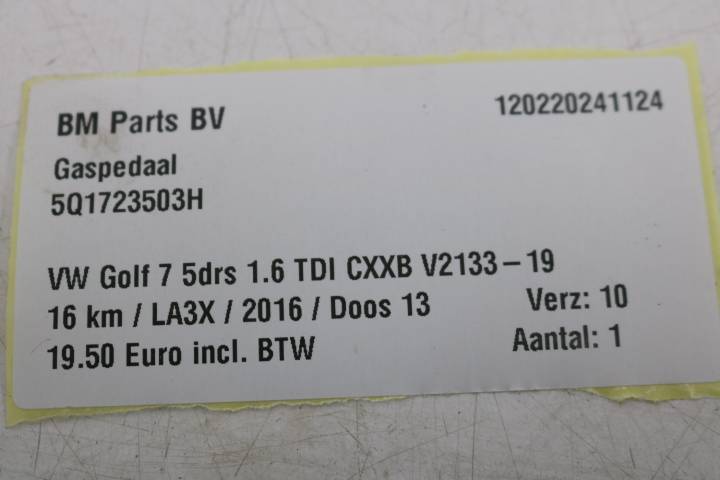 BM Parts BV 120220241124
Gaspedaal
5Q1723503H
VW Golf 7 5drs 1.6 TDI CXXB V2133-19
16 km / LA3X / 2016 / Doos 13 Verz: 10
19.50 Euro incl. BTW Aantal: 1